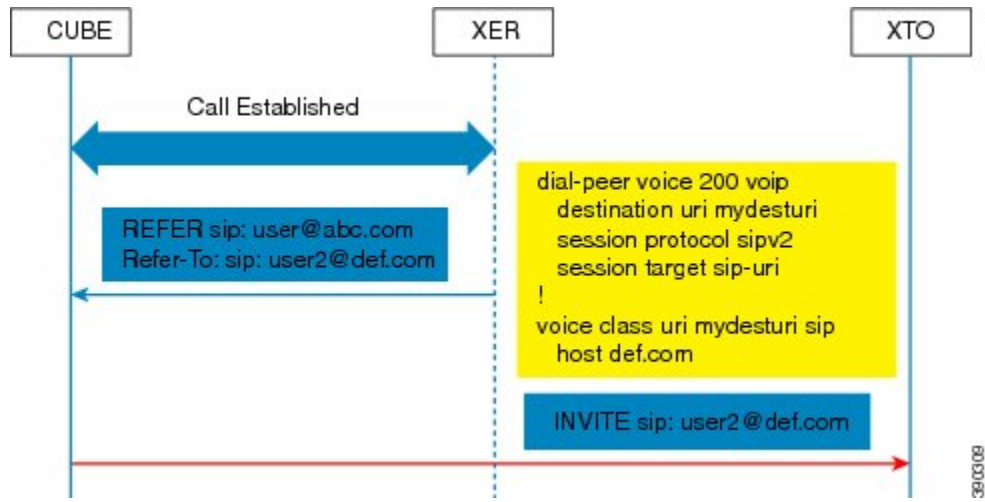 CUBE
XER
XTO
Call Established
REFER sip: user@abc.com
Refer-To: sip: user2@def.com
dial-peer voice 200 voip
destination uri mydesturi
session protocol sipv2
session target sip-uri
!
voice class uri mydesturi sip
host def.com
INVITE sip: user2@def.com
390309